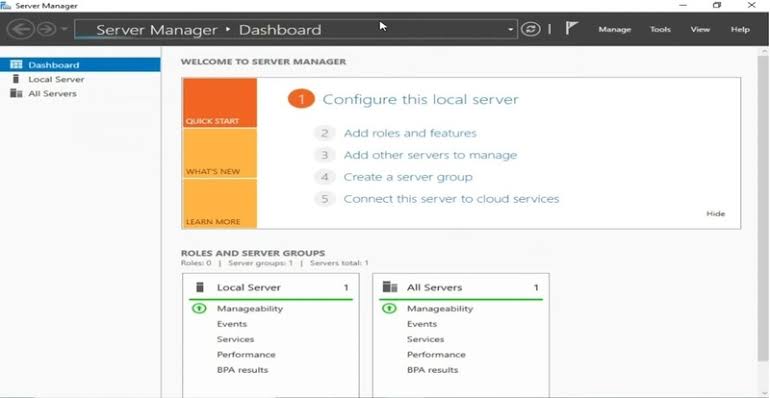 Server Manager
Server Manager ‣ Dashboard
Manage Tools View Help
Dashboard
Local Server
All Servers
WELCOME TO SERVER MANAGER
QUICK START
WHAT'S NEW
LEARN MORE
1 Configure this local server
2 Add roles and features
3 Add other servers to manage
4 Create a server group
5 Connect this server to cloud services
Hide
ROLES AND SERVER GROUPS
Roles: 0 | Server groups: 1 | Servers total: 1
Local Server 1
Manageability
Events
Services
Performance
BPA results
All Servers 1
Manageability
Events
Services
Performance
BPA results